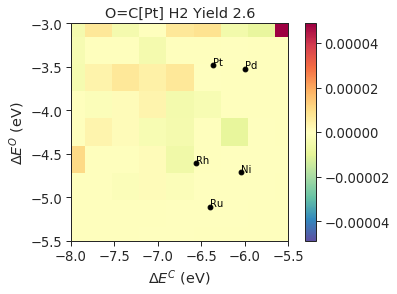 O=C[Pt] H2 Yield 2.6
−3.0
−3.5
−4.0
−4.5
−5.0
−5.5
ΔE^O (eV)
Pt
Pd
Rh
Ni
Ru
−8.0 −7.5 −7.0 −6.5 −6.0 −5.5
ΔE^C (eV)
0.00004
0.00002
0.00000
−0.00002
−0.00004